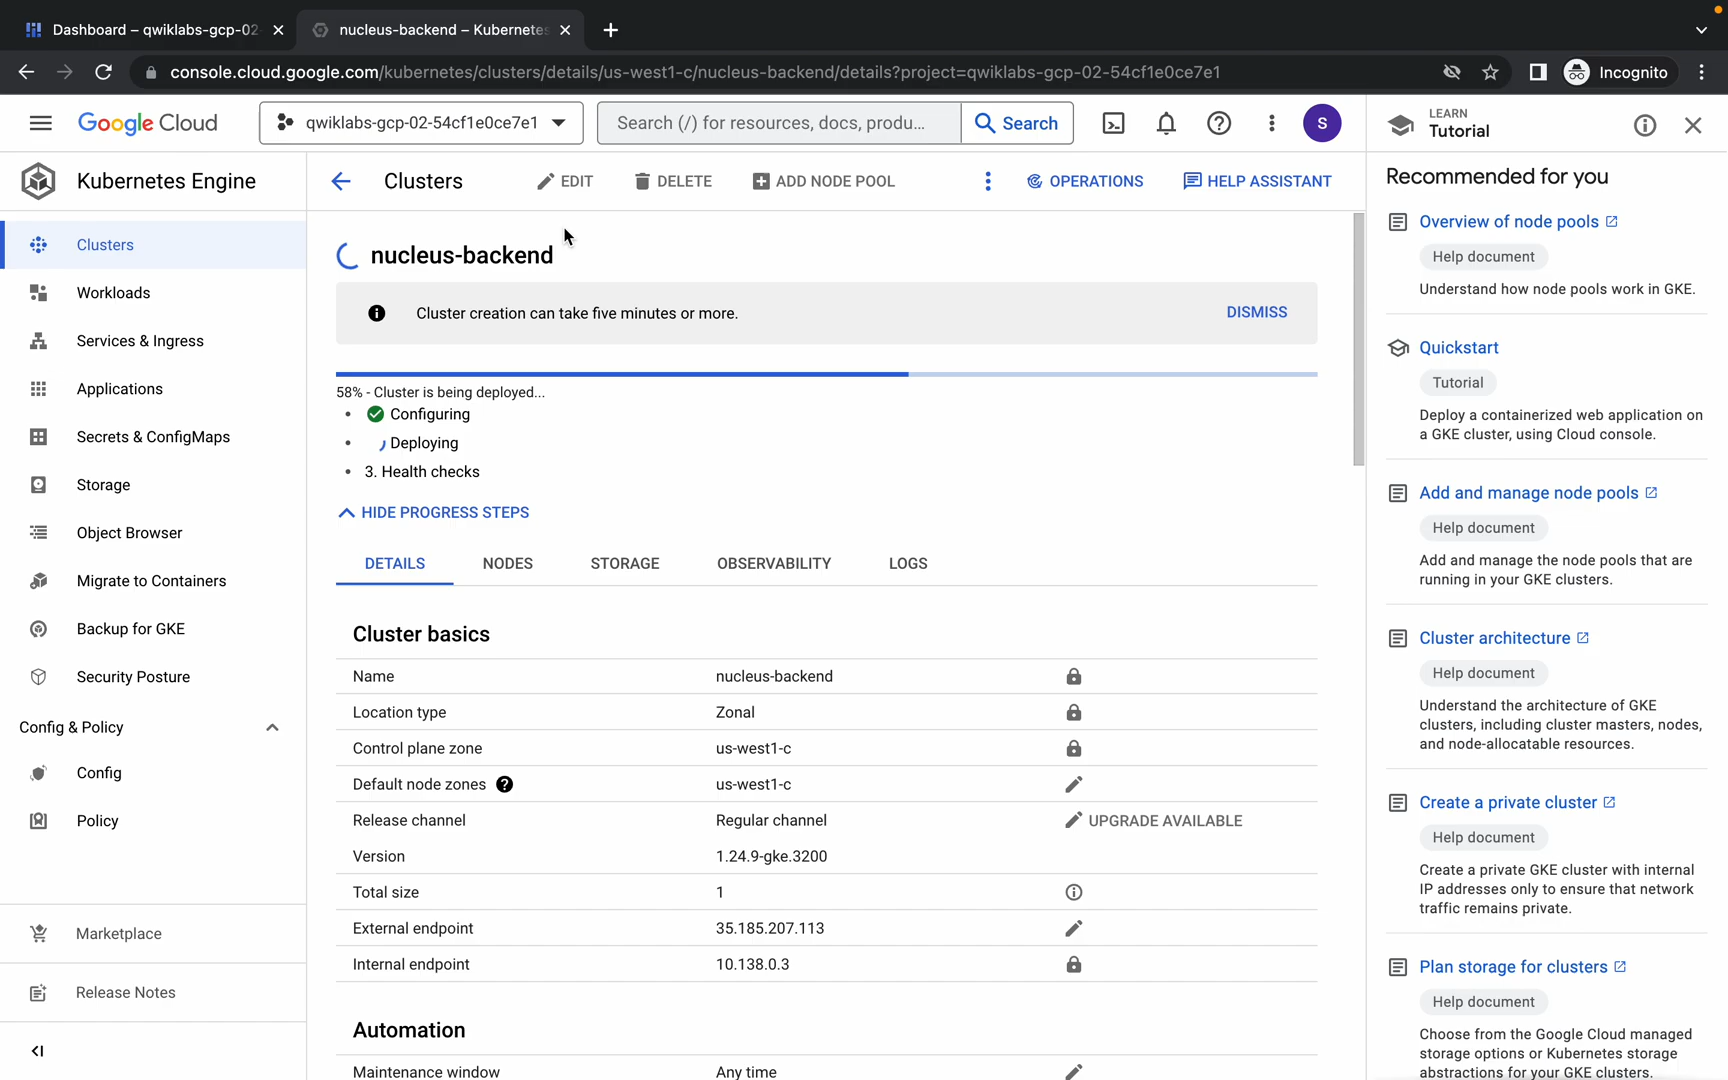 Dashboard – qwiklabs-gcp-02
nucleus-backend – Kubernetes
console.cloud.google.com/kubernetes/clusters/details/us-west1-c/nucleus-backend/details?project=qwiklabs-gcp-02-54cf1e0ce7e1
Incognito
Google Cloud
qwiklabs-gcp-02-54cf1e0ce7e1
Search (/) for resources, docs, produ...
Search
S
LEARN
Tutorial
Kubernetes Engine
Clusters
EDIT
DELETE
ADD NODE POOL
OPERATIONS
HELP ASSISTANT
Clusters
Workloads
Services & Ingress
Applications
Secrets & ConfigMaps
Storage
Object Browser
Migrate to Containers
Backup for GKE
Security Posture
Config & Policy
Config
Policy
Marketplace
Release Notes
nucleus-backend
Cluster creation can take five minutes or more.
DISMISS
58% - Cluster is being deployed...
• Configuring
• Deploying
• 3. Health checks
HIDE PROGRESS STEPS
DETAILS
NODES
STORAGE
OBSERVABILITY
LOGS
Cluster basics
Name nucleus-backend
Location type Zonal
Control plane zone us-west1-c
Default node zones ? us-west1-c
Release channel Regular channel UPGRADE AVAILABLE
Version 1.24.9-gke.3200
Total size 1
External endpoint 35.185.207.113
Internal endpoint 10.138.0.3
Automation
Maintenance window Any time
Recommended for you
Overview of node pools
Help document
Understand how node pools work in GKE.
Quickstart
Tutorial
Deploy a containerized web application on
a GKE cluster, using Cloud console.
Add and manage node pools
Help document
Add and manage the node pools that are
running in your GKE clusters.
Cluster architecture
Help document
Understand the architecture of GKE
clusters, including cluster masters, nodes,
and node-allocatable resources.
Create a private cluster
Help document
Create a private GKE cluster with internal
IP addresses only to ensure that network
traffic remains private.
Plan storage for clusters
Help document
Choose from the Google Cloud managed
storage options or Kubernetes storage
abstractions for your GKE clusters.